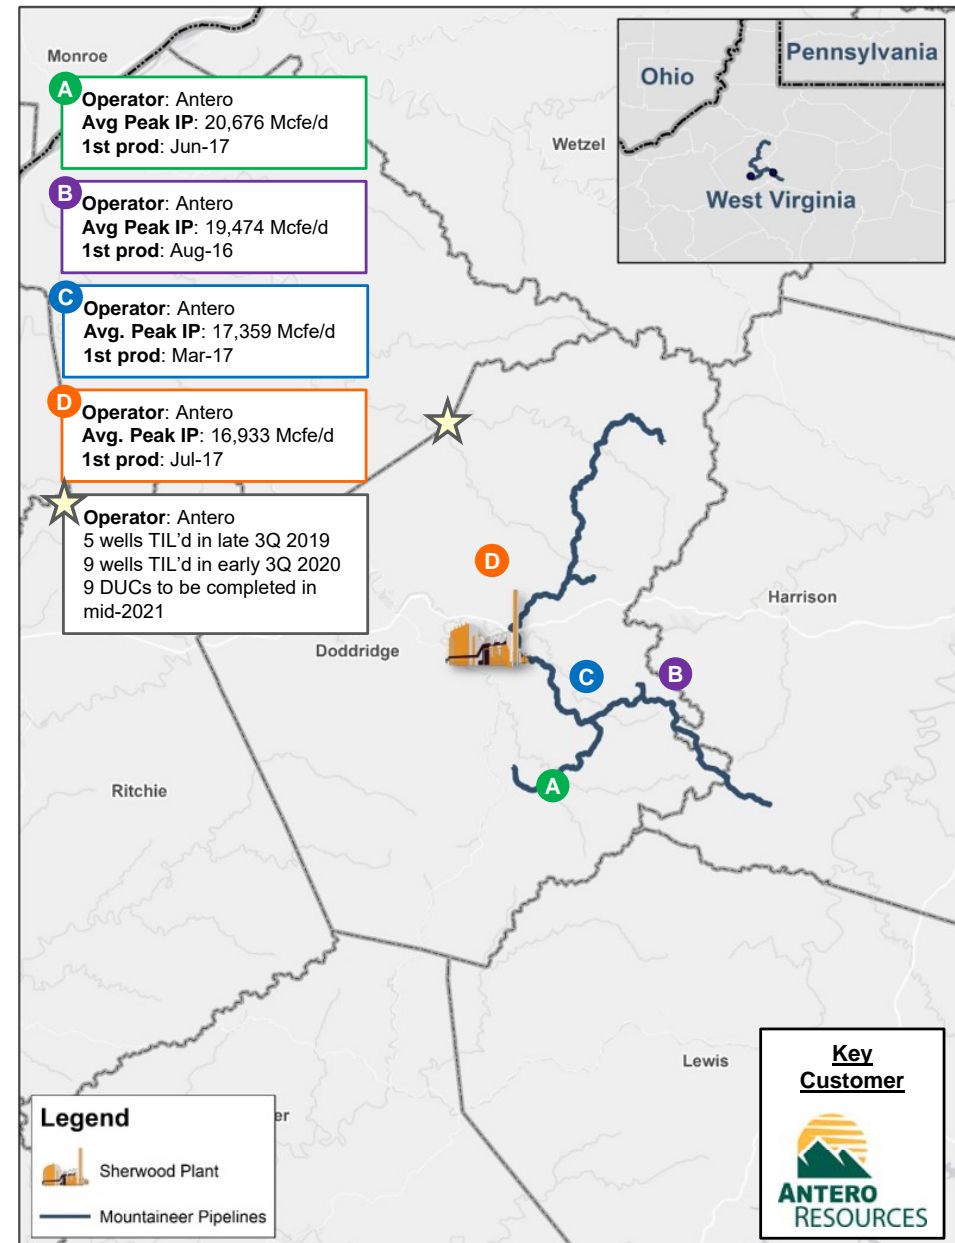 Monroe
A
Operator: Antero
Avg Peak IP: 20,676 Mcfe/d
1st prod: Jun-17
B
Operator: Antero
Avg Peak IP: 19,474 Mcfe/d
1st prod: Aug-16
C
Operator: Antero
Avg. Peak IP: 17,359 Mcfe/d
1st prod: Mar-17
D
Operator: Antero
Avg. Peak IP: 16,933 Mcfe/d
1st prod: Jul-17
Operator: Antero
5 wells TIL’d in late 3Q 2019
9 wells TIL’d in early 3Q 2020
9 DUCs to be completed in
mid-2021
Wetzel
Ohio
Pennsylvania
West Virginia
D
Harrison
Doddridge
C
B
A
Ritchie
Lewis
er
Legend
Sherwood Plant
Mountaineer Pipelines
Key
Customer
ANTERO
RESOURCES